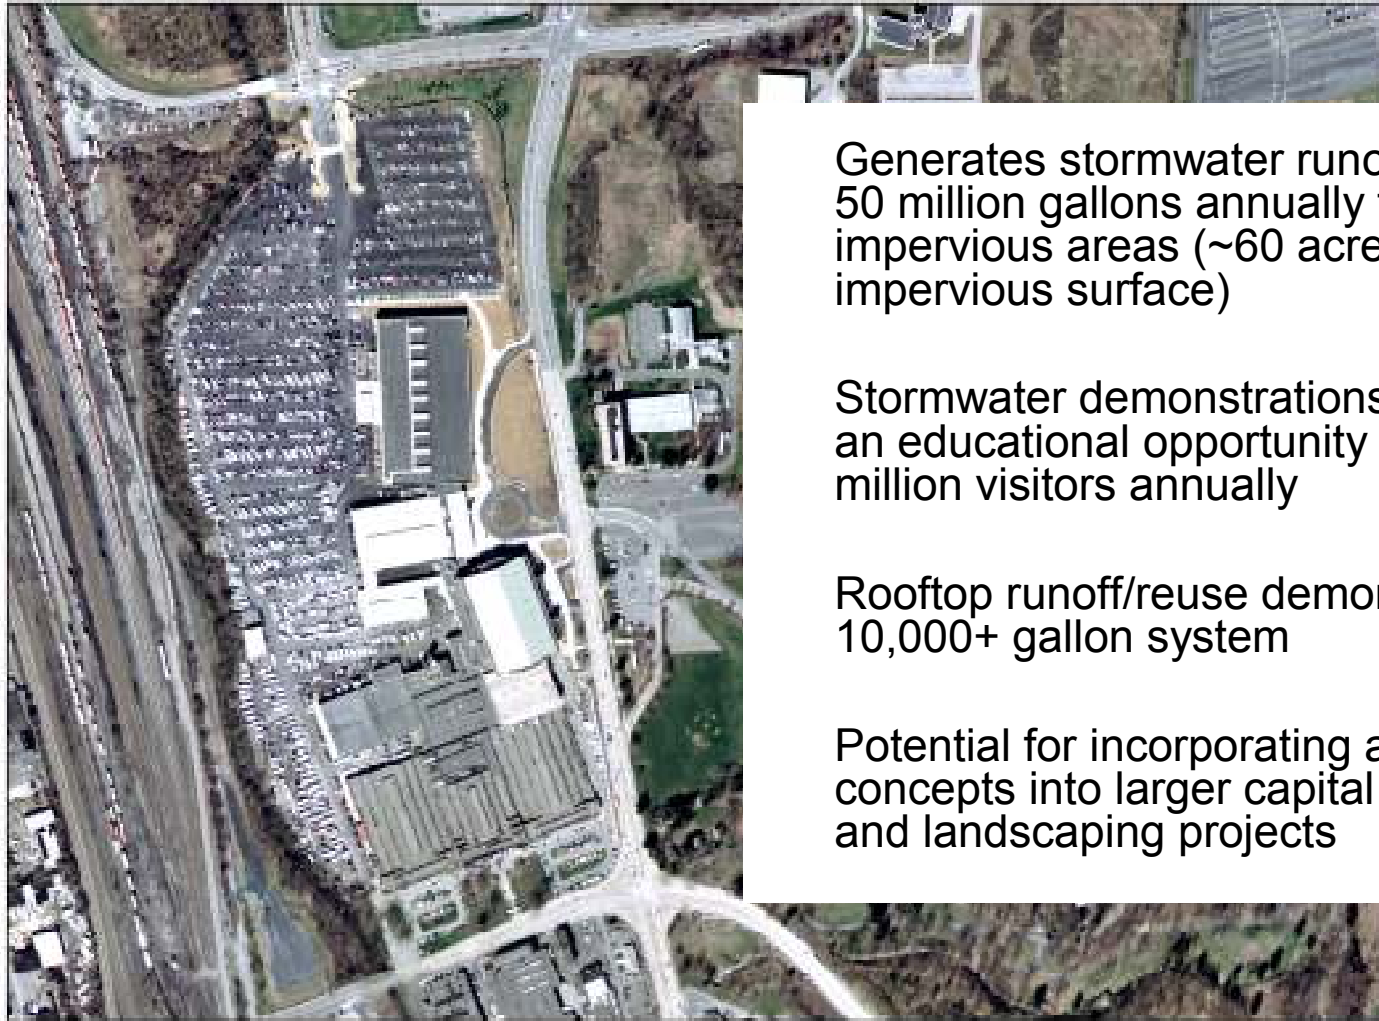 Generates stormwater runo
50 million gallons annually
impervious areas (~60 acre
impervious surface)
Stormwater demonstrations
an educational opportunity
million visitors annually
Rooftop runoff/reuse demon
10,000+ gallon system
Potential for incorporating a
concepts into larger capital
and landscaping projects